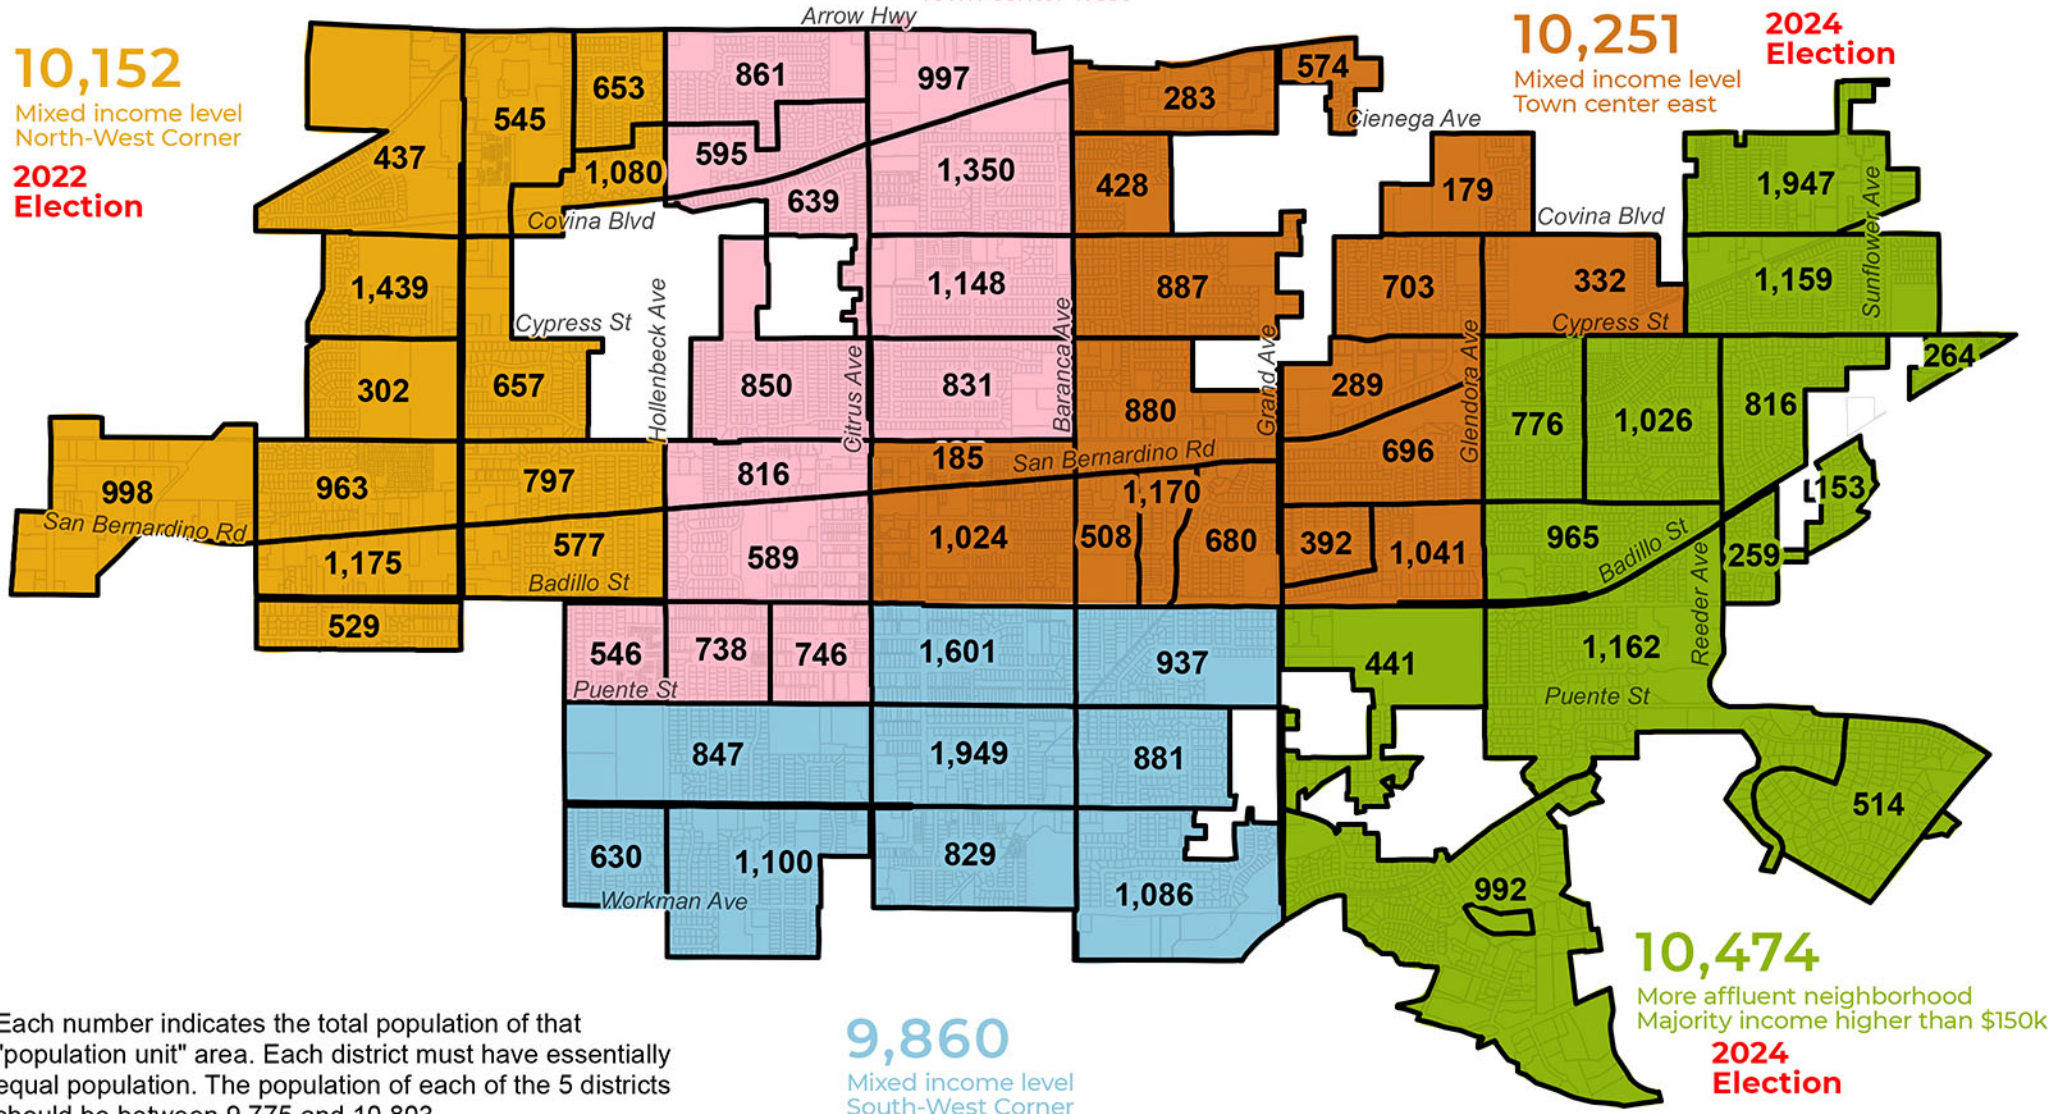 Arrow Hwy
10,152
Mixed income level
North-West Corner
2022
Election
10,251
Mixed income level
Town center east
2024
Election
437
545
653
1,080
861
595
639
997
1,350
283
574
Cienega Ave
428
179
1,947
Covina Blvd
Covina Blvd
Sunflower Ave
1,439
1,148
887
703
332
1,159
Cypress St
Cypress St
Hollenbeck Ave
Citrus Ave
Baranca Ave
Grand Ave
Glendora Ave
302
657
850
831
880
289
776
1,026
816
264
998
963
797
816
185
San Bernardino Rd
696
153
San Bernardino Rd
1,175
577
589
1,024
508
1,170
680
392
1,041
965
259
Badillo St
Badillo St
Reeder Ave
529
546
738
746
1,601
937
441
1,162
Puente St
Puente St
847
1,949
881
514
630
1,100
829
1,086
992
Workman Ave
10,474
More affluent neighborhood
Majority income higher than $150k
2024
Election
9,860
Mixed income level
South-West Corner
Each number indicates the total population of that
"population unit" area. Each district must have essentially
equal population. The population of each of the 5 districts
should be between 9,775 and 10,803